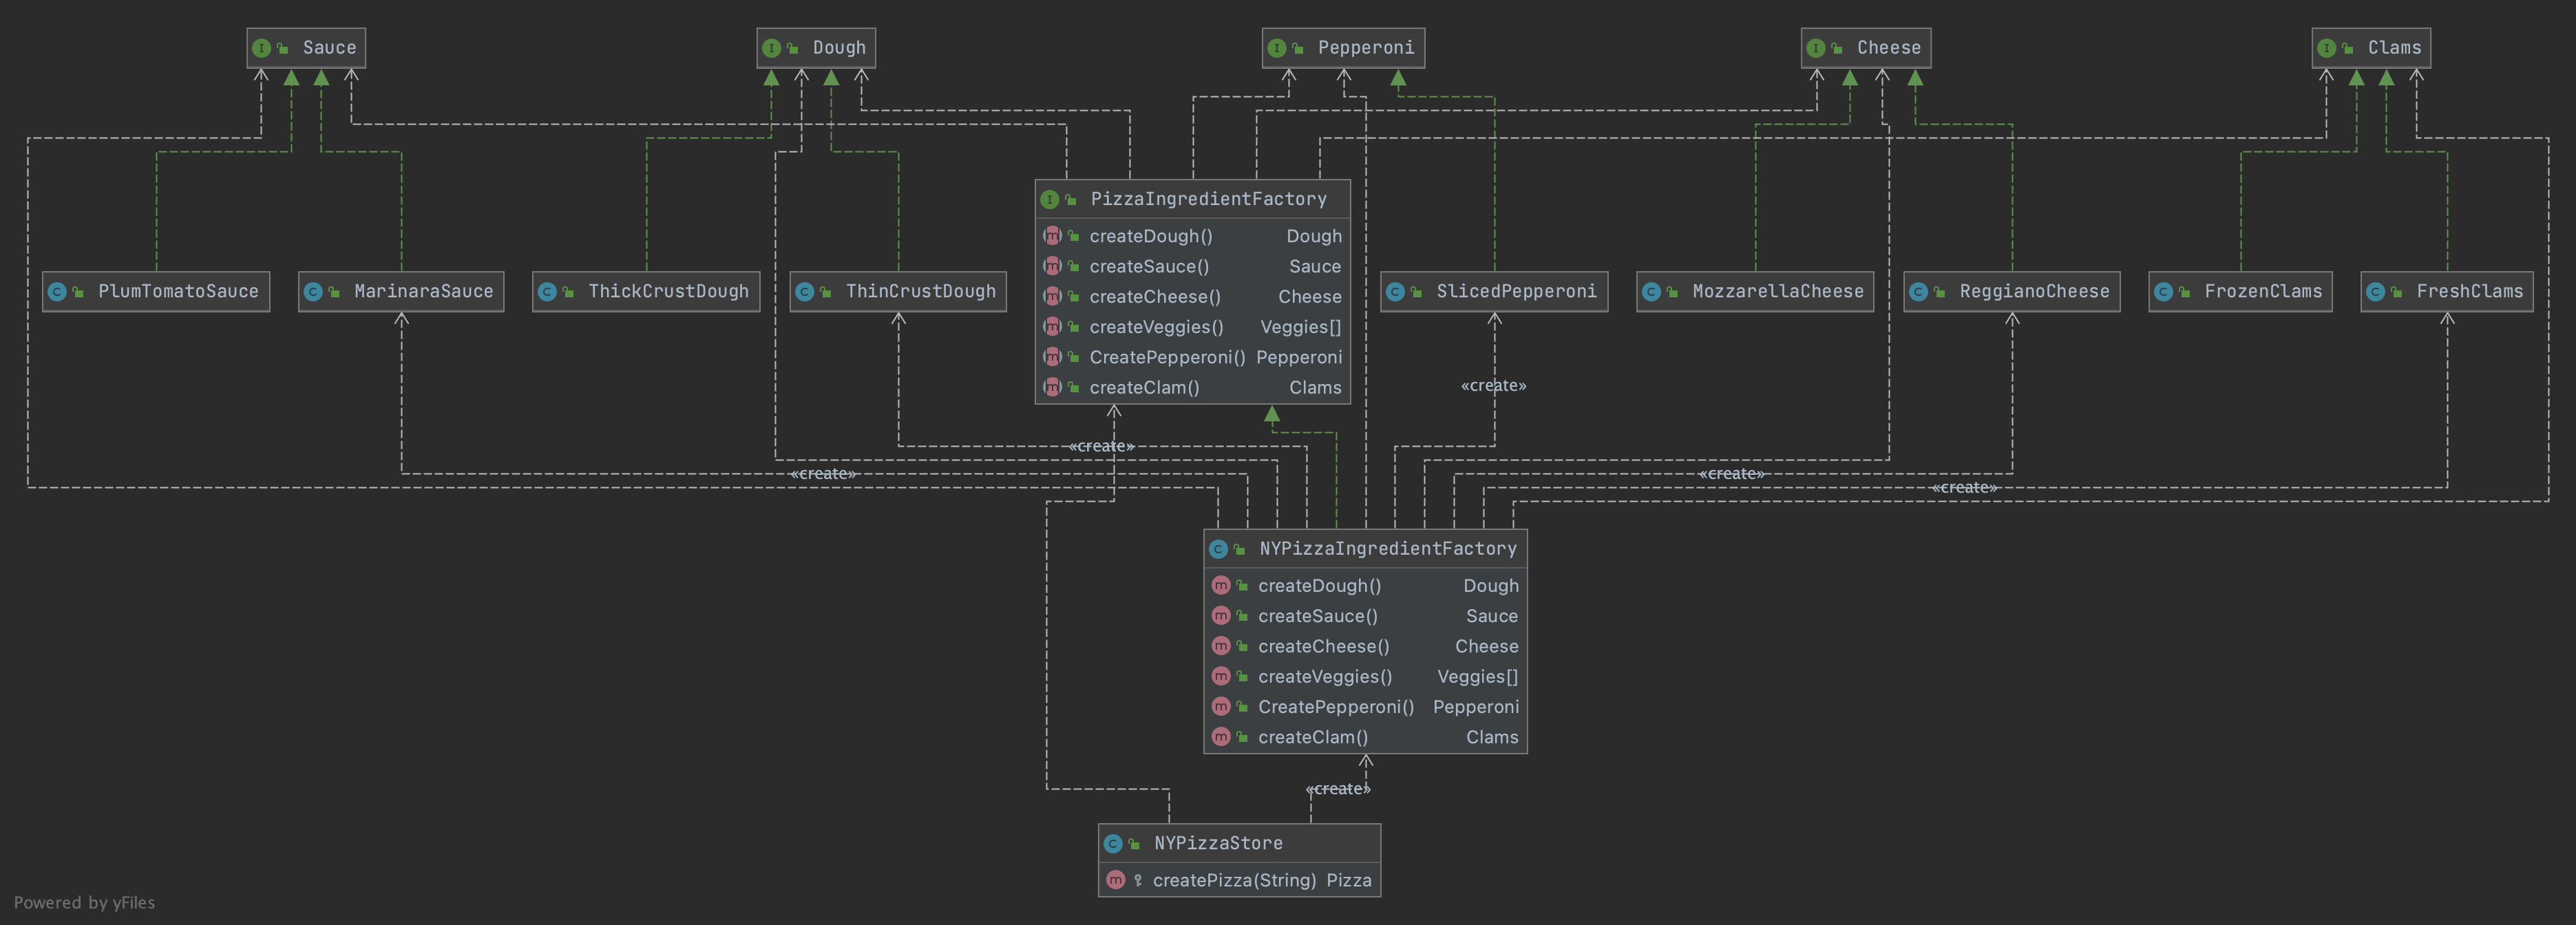 Sauce
Dough
Pepperoni
Cheese
Clams
PizzaIngredientFactory
createDough() Dough
createSauce() Sauce
createCheese() Cheese
createVeggies() Veggies[]
CreatePepperoni() Pepperoni
createClam() Clams
PlumTomatoSauce
MarinaraSauce
ThickCrustDough
ThinCrustDough
SlicedPepperoni
MozzarellaCheese
ReggianoCheese
FrozenClams
FreshClams
«create»
«create»
«create»
«create»
«create»
NYPizzaIngredientFactory
createDough() Dough
createSauce() Sauce
createCheese() Cheese
createVeggies() Veggies[]
CreatePepperoni() Pepperoni
createClam() Clams
«create»
NYPizzaStore
createPizza(String) Pizza
Powered by yFiles